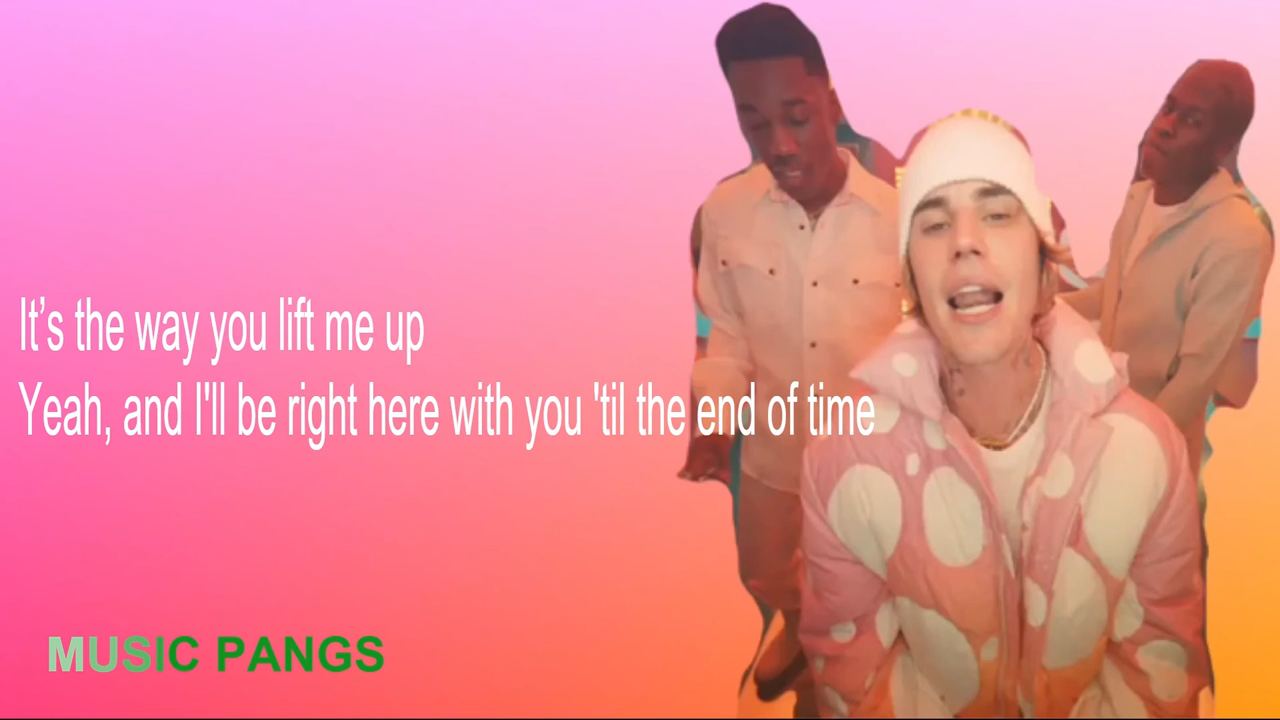 It’s the way you lift me up
Yeah, and I'll be right here with you 'til the end of time
MUSIC PANGS